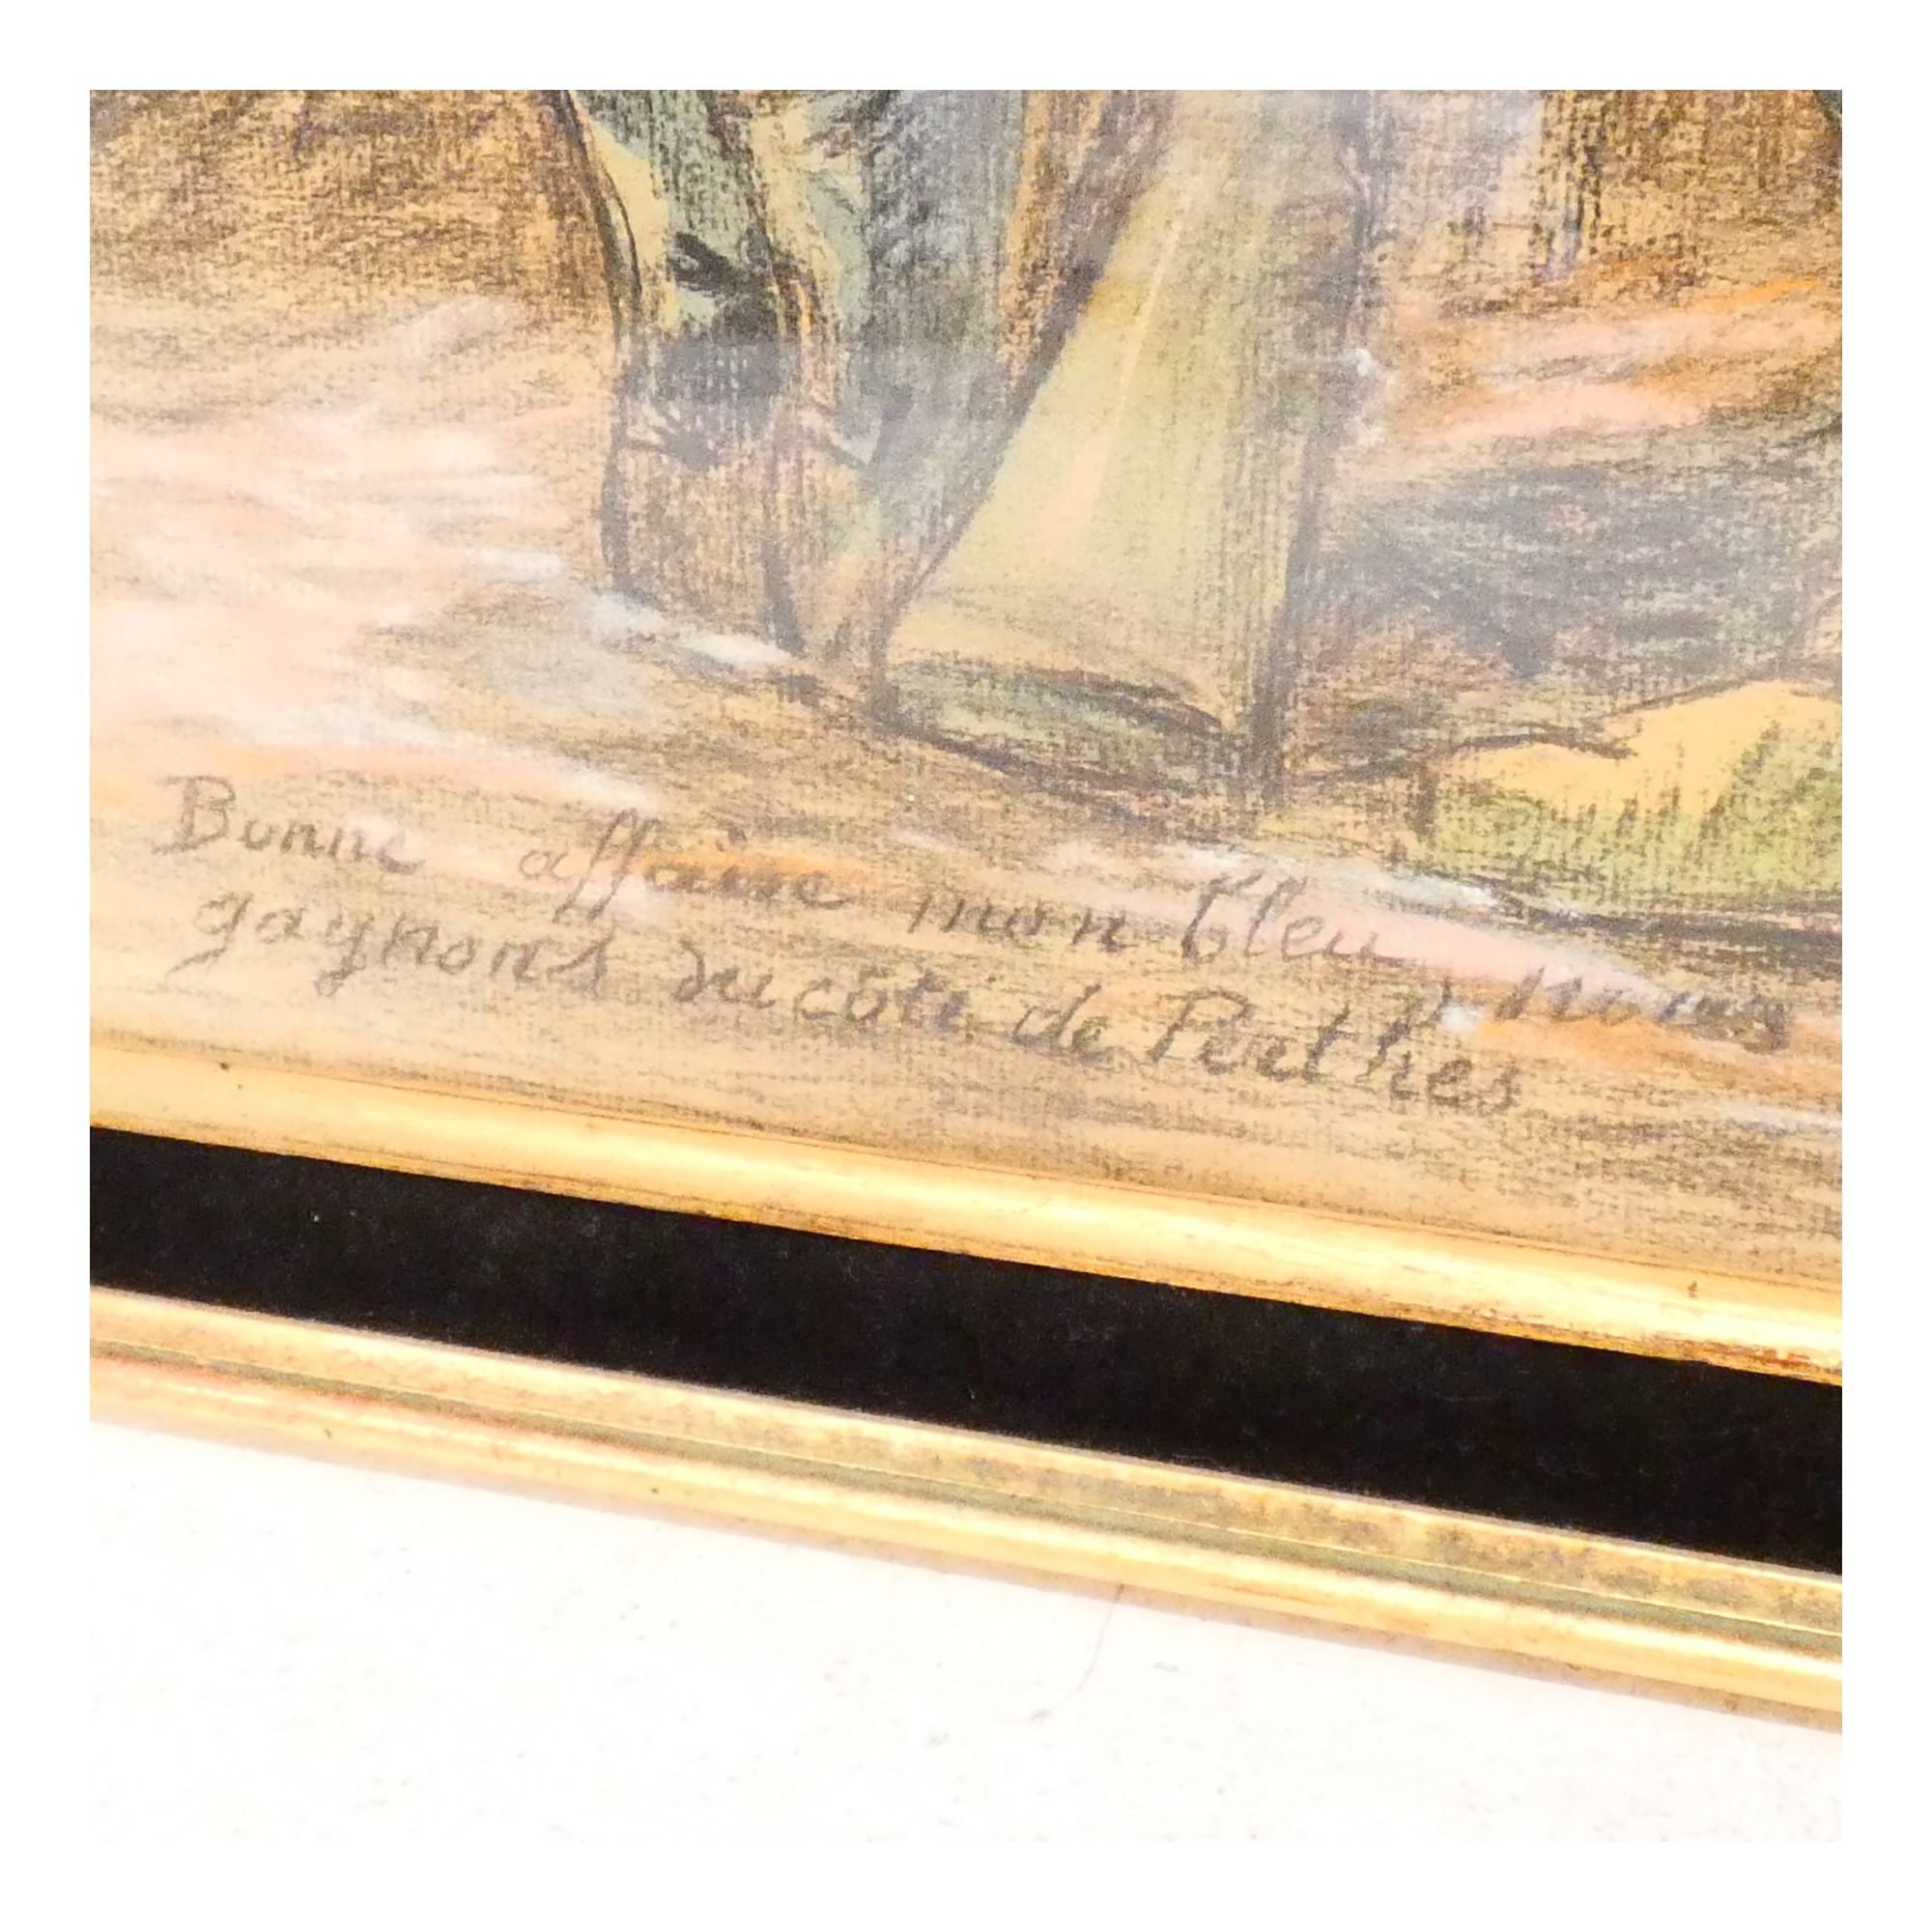 Bonne affaire mon bleu, nous
gagnons du côté de Perthes